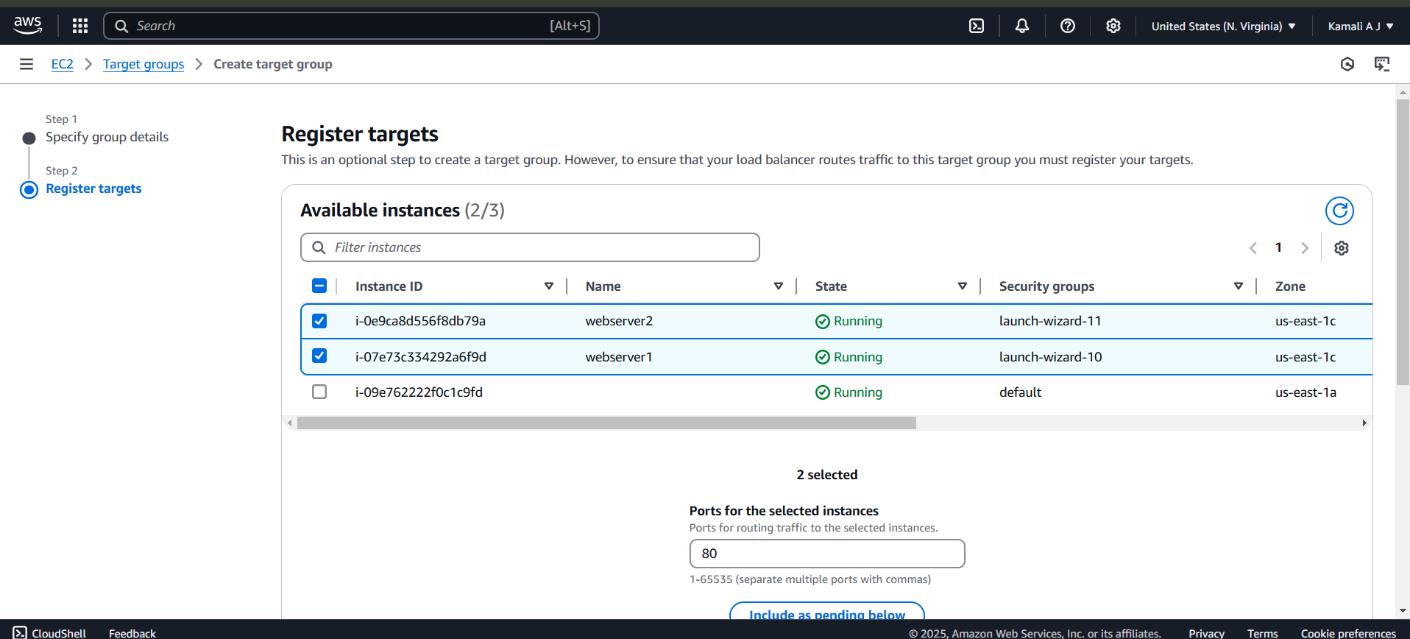 aws
Search [Alt+S]
United States (N. Virginia) Kamali A J
EC2 Target groups Create target group
Step 1
Specify group details
Step 2
Register targets
Register targets
This is an optional step to create a target group. However, to ensure that your load balancer routes traffic to this target group you must register your targets.
Available instances (2/3)
Filter instances
1
Instance ID Name State Security groups Zone
i-0e9ca8d556f8db79a webserver2 Running launch-wizard-11 us-east-1c
i-07e73c334292a6f9d webserver1 Running launch-wizard-10 us-east-1c
i-09e762222f0c1c9fd Running default us-east-1a
2 selected
Ports for the selected instances
Ports for routing traffic to the selected instances.
80
1-65535 (separate multiple ports with commas)
Include as pending below
CloudShell Feedback © 2025, Amazon Web Services, Inc. or its affiliates. Privacy Terms Cookie preferences